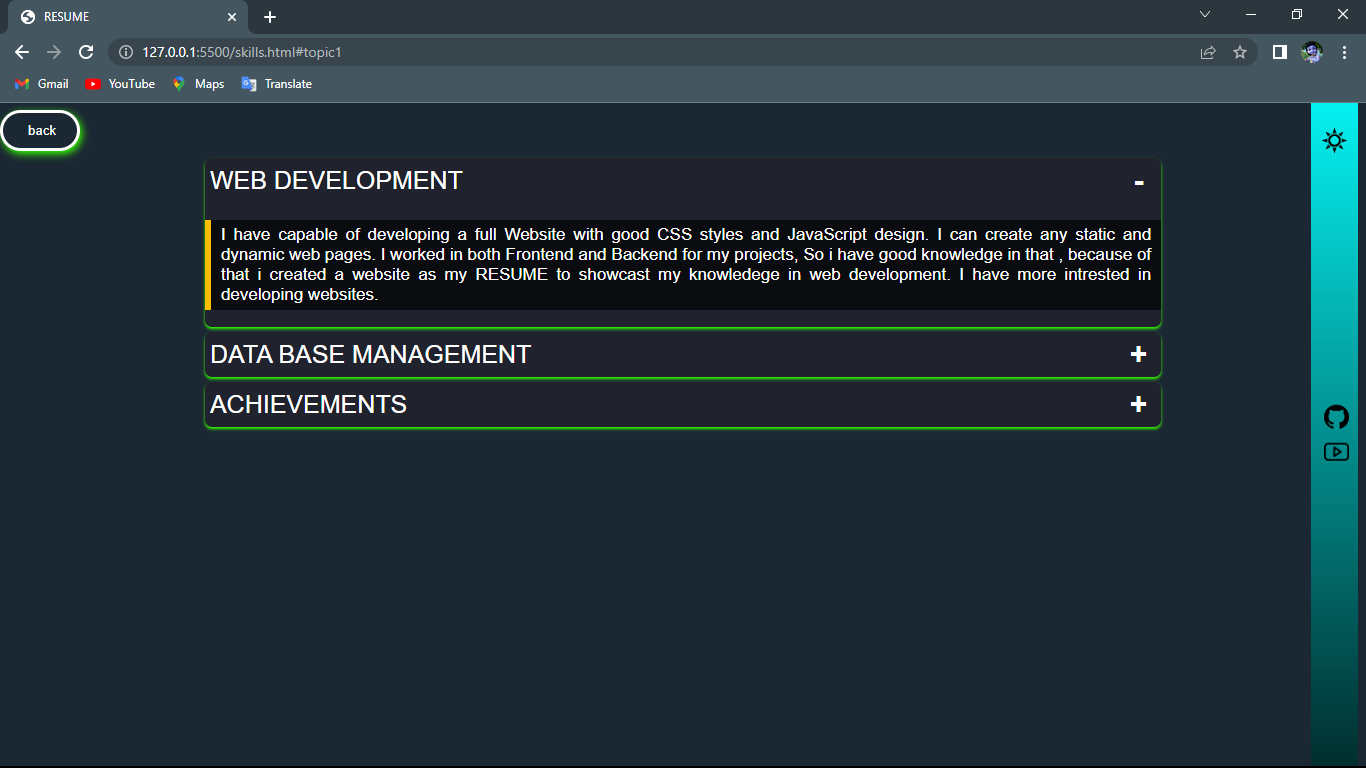 RESUME
127.0.0.1:5500/skills.html#topic1
Gmail YouTube Maps Translate
back
WEB DEVELOPMENT -
I have capable of developing a full Website with good CSS styles and JavaScript design. I can create any static and
dynamic web pages. I worked in both Frontend and Backend for my projects, So i have good knowledge in that , because of
that i created a website as my RESUME to showcast my knowledege in web development. I have more intrested in
developing websites.
DATA BASE MANAGEMENT +
ACHIEVEMENTS +